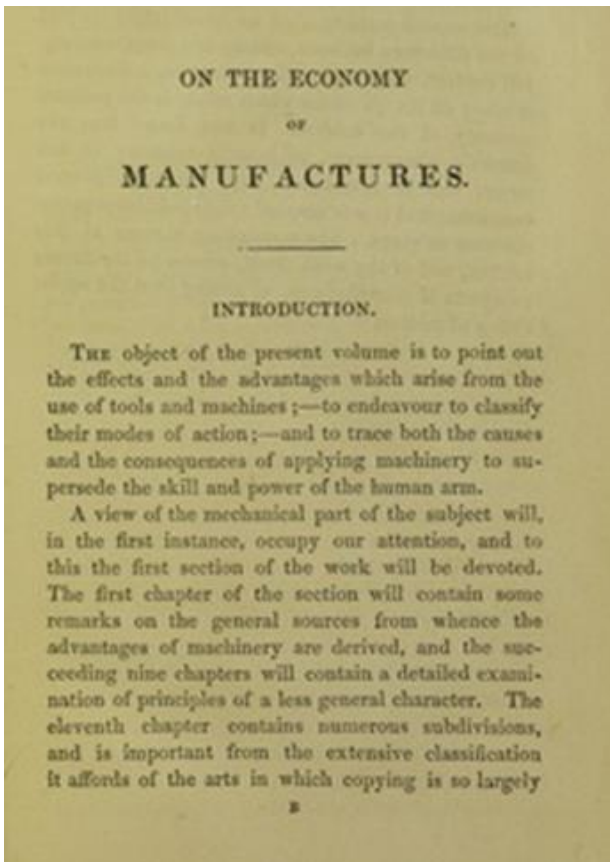 ON THE ECONOMY
OF
MANUFACTURES.
INTRODUCTION.
THE object of the present volume is to point out
the effects and the advantages which arise from the
use of tools and machines;—to endeavour to classify
their modes of action;—and to trace both the causes
and the consequences of applying machinery to su-
persede the skill and power of the human arm.
A view of the mechanical part of the subject will,
in the first instance, occupy our attention, and to
this the first section of the work will be devoted.
The first chapter of the section will contain some
remarks on the general sources from whence the
advantages of machinery are derived, and the suc-
ceeding nine chapters will contain a detailed exami-
nation of principles of a less general character. The
eleventh chapter contains numerous subdivisions,
and is important from the extensive classification
it affords of the arts in which copying is so largely
B